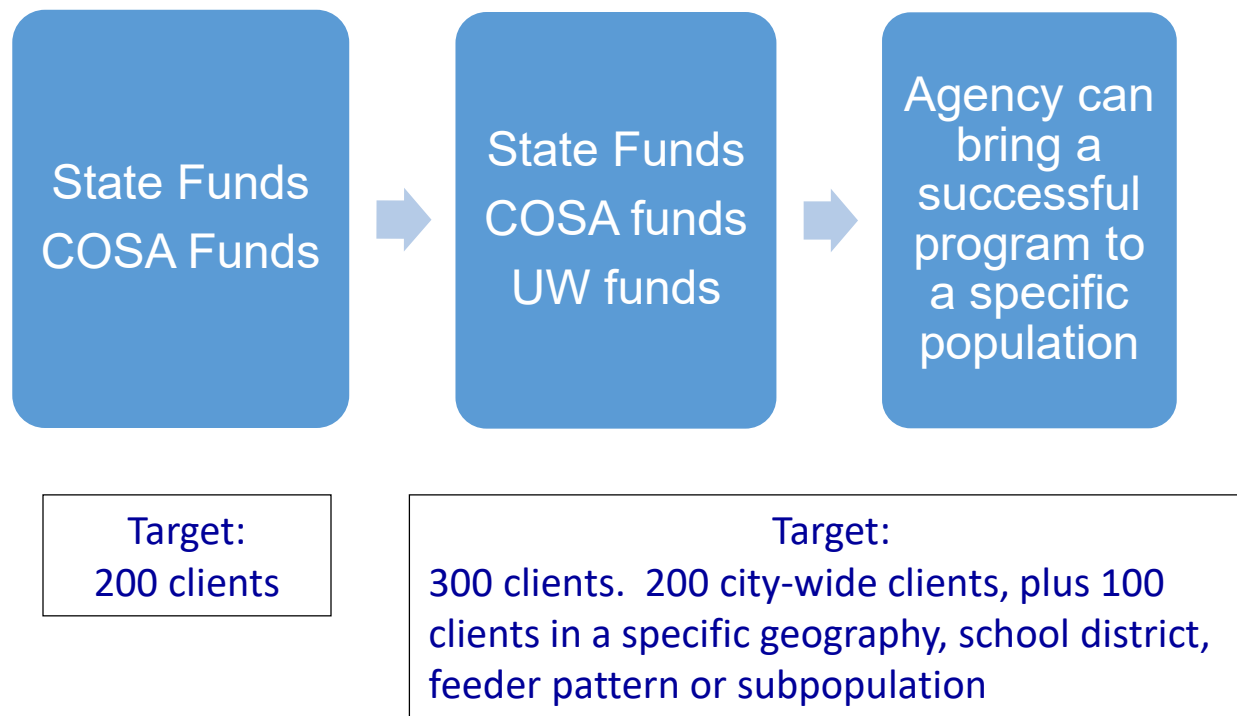 State Funds
COSA Funds
State Funds
COSA funds
UW funds
Agency can
bring a
successful
program to
a specific
population
Target:
200 clients
Target:
300 clients.  200 city-wide clients, plus 100
clients in a specific geography, school district,
feeder pattern or subpopulation